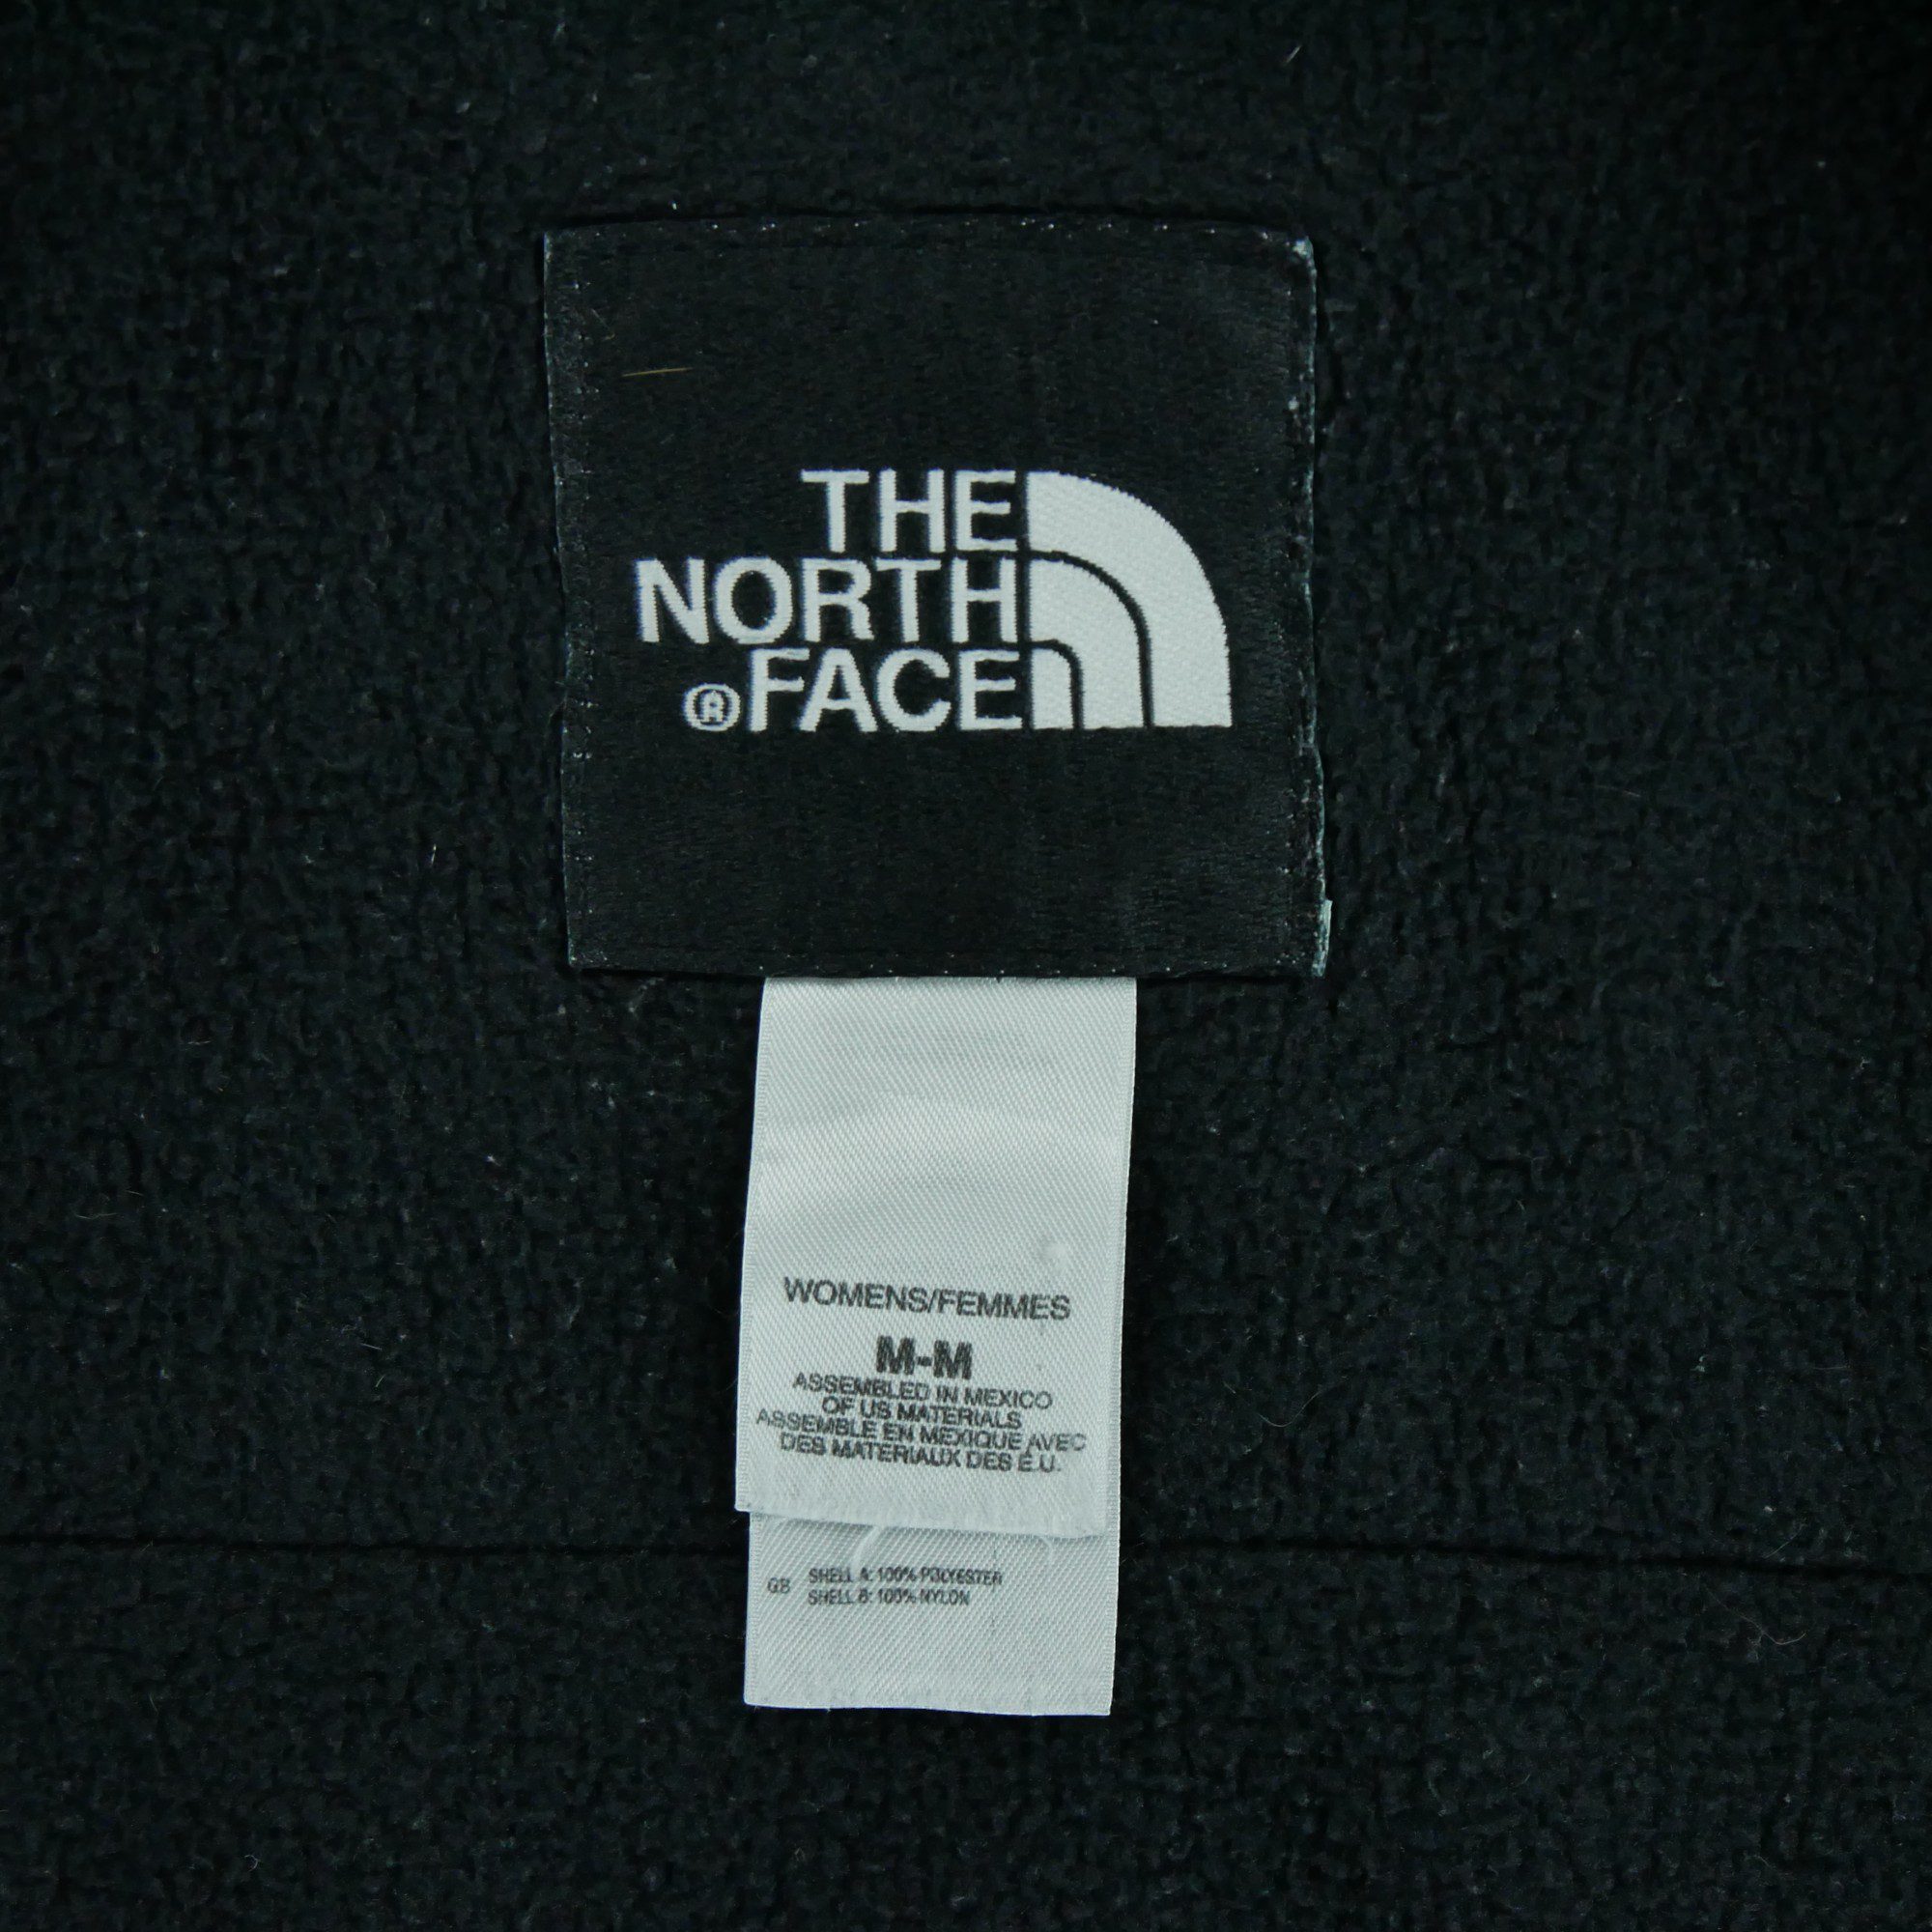 THE
NORTH
®FACE
WOMENS/FEMMES
M-M
ASSEMBLED IN MEXICO
OF US MATERIALS
ASSEMBLE EN MEXIQUE AVEC
DES MATERIAUX DES É.U.
GB SHELL A: 100% POLYESTER
SHELL B: 100% NYLON